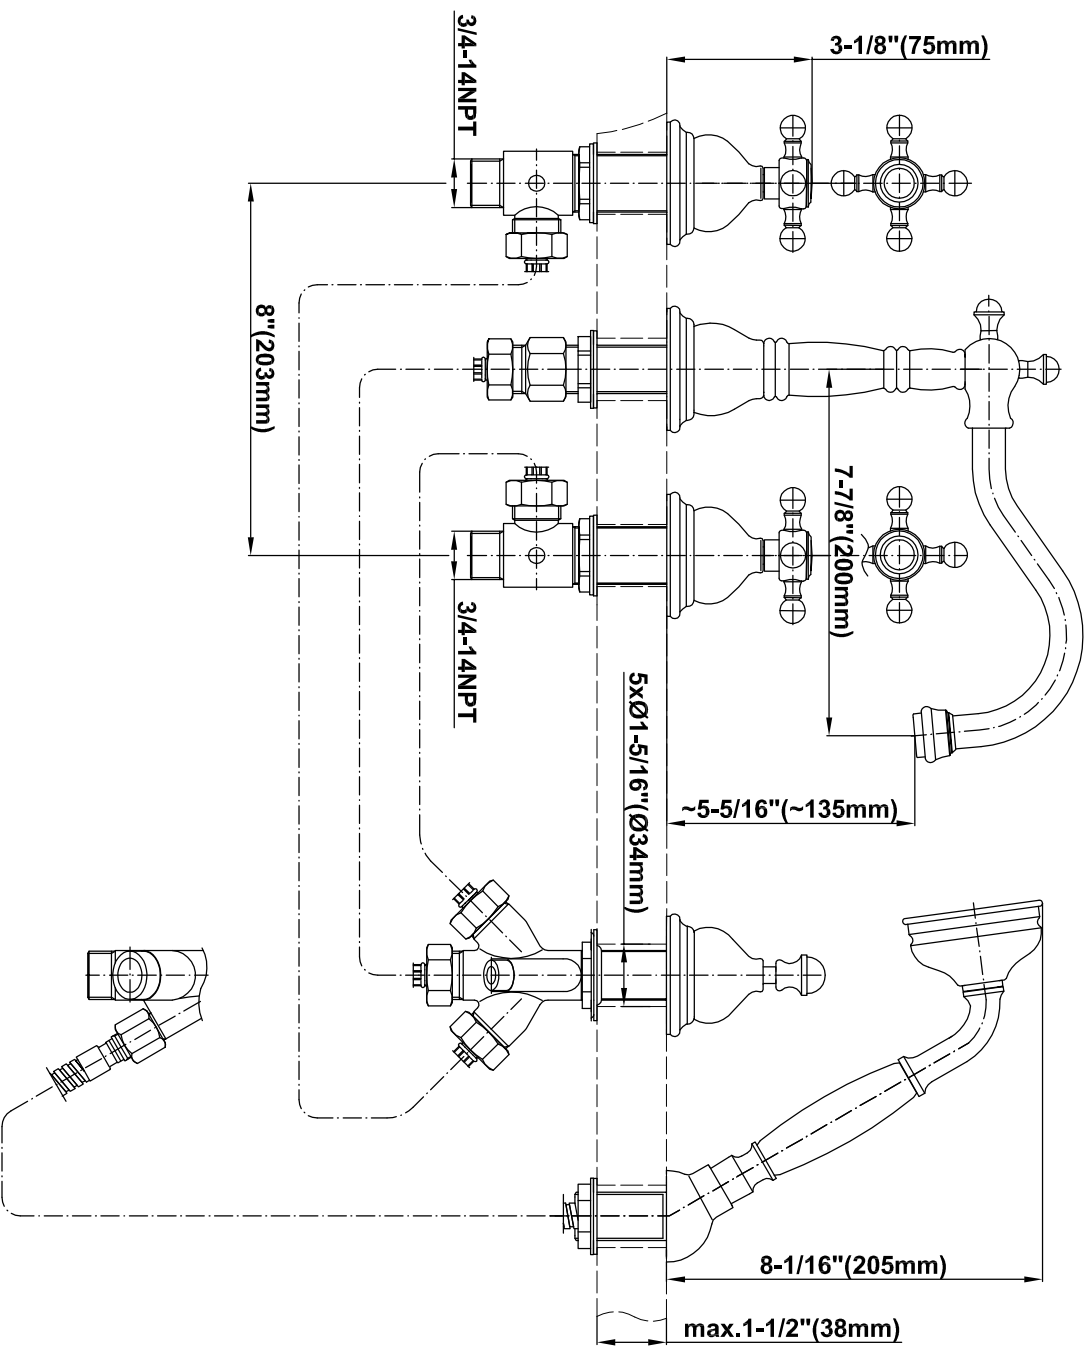 3-1/8"(75mm)
3/4-14NPT
8"(203mm)
7-7/8"(200mm)
3/4-14NPT
5xØ1-5/16"(Ø34mm)
~5-5/16"(~135mm)
8-1/16"(205mm)
max.1-1/2"(38mm)